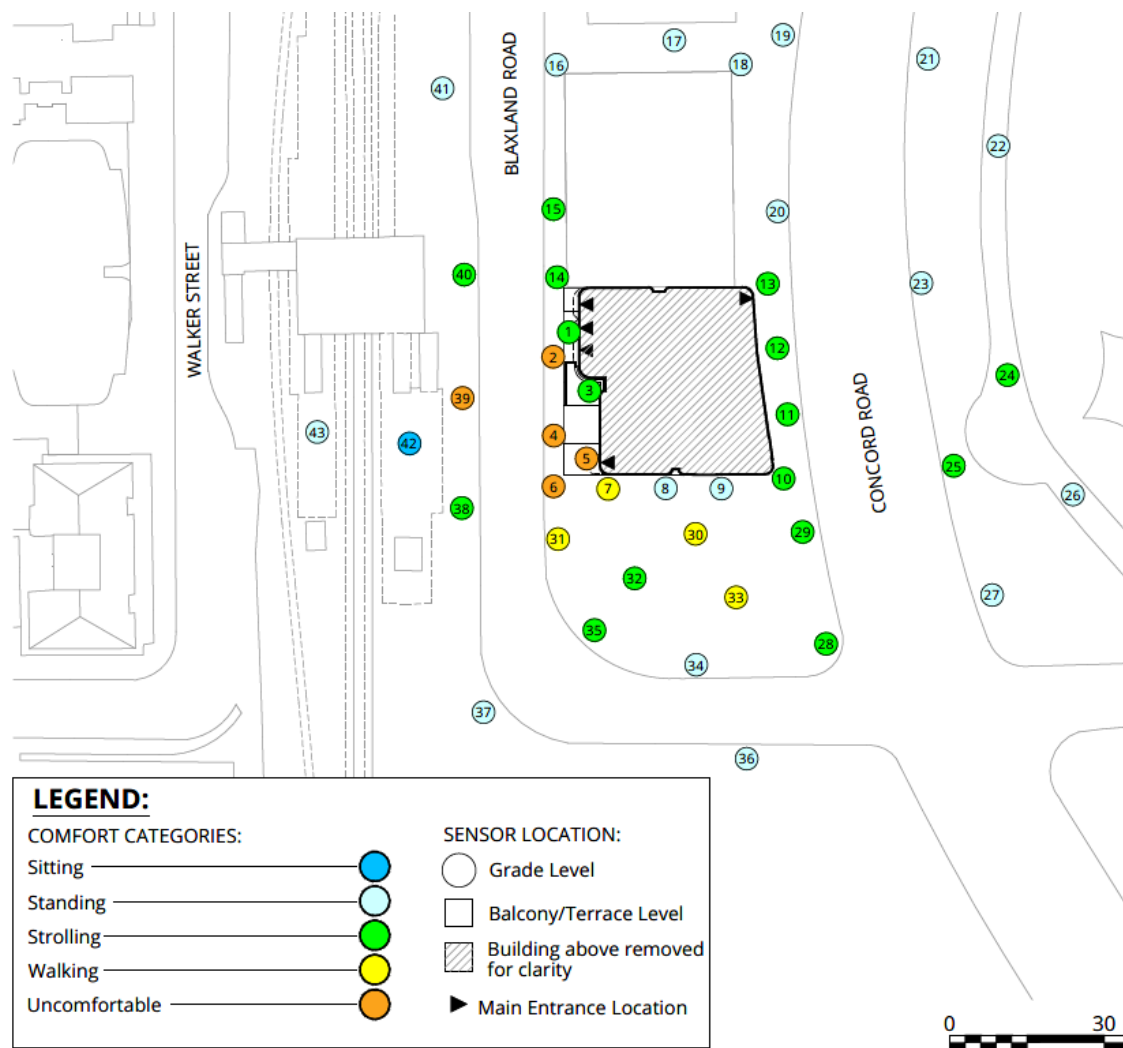 17
19
16
18
21
41
BLAXLAND ROAD
22
15
20
WALKER STREET
40
14
13
23
1
12
2
24
3
39
11
CONCORD ROAD
43
42
4
5
25
10
6
7
8
9
26
38
31
30
29
32
33
27
35
28
34
37
36
LEGEND:
COMFORT CATEGORIES:
Sitting
Standing
Strolling
Walking
Uncomfortable
SENSOR LOCATION:
Grade Level
Balcony/Terrace Level
Building above removed
for clarity
Main Entrance Location
0 30